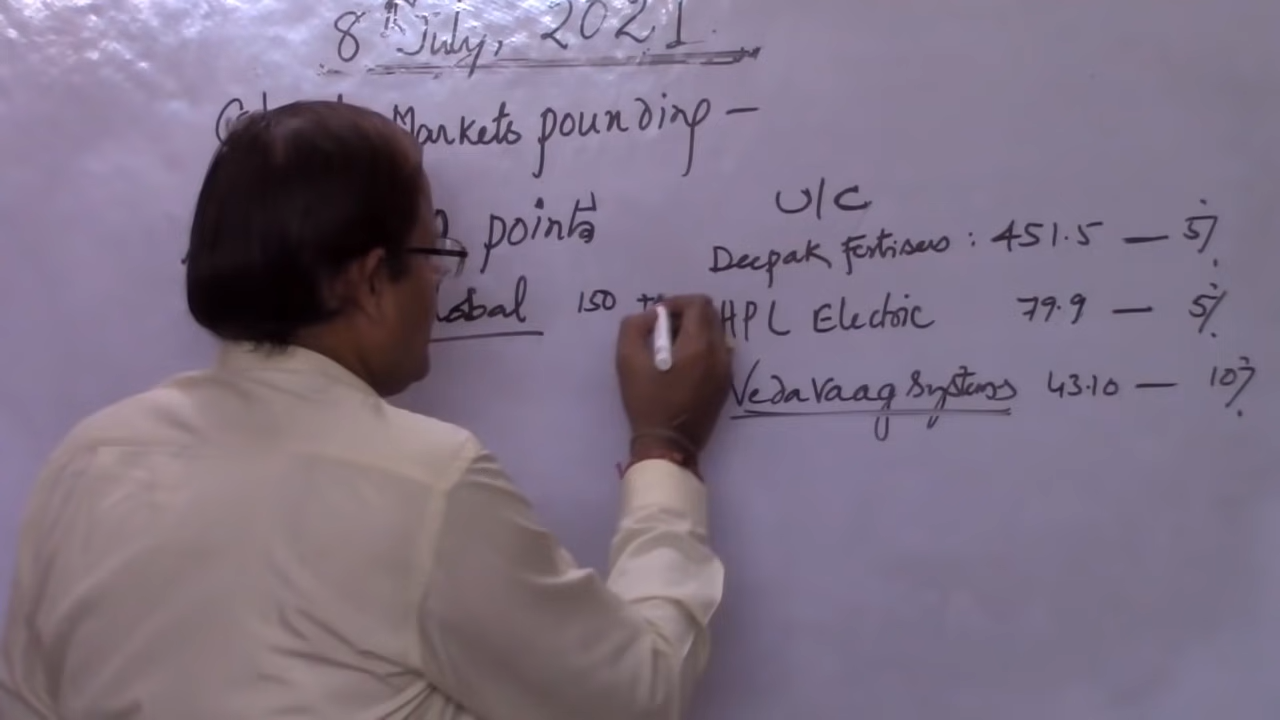 8th July, 2021.
Markets pounding -
points
150
U/C
Deepak Fertisers : 451.5 — 5%
HPL Electric 79.9 — 5%
Vedavaag Systems 43.10 — 10%